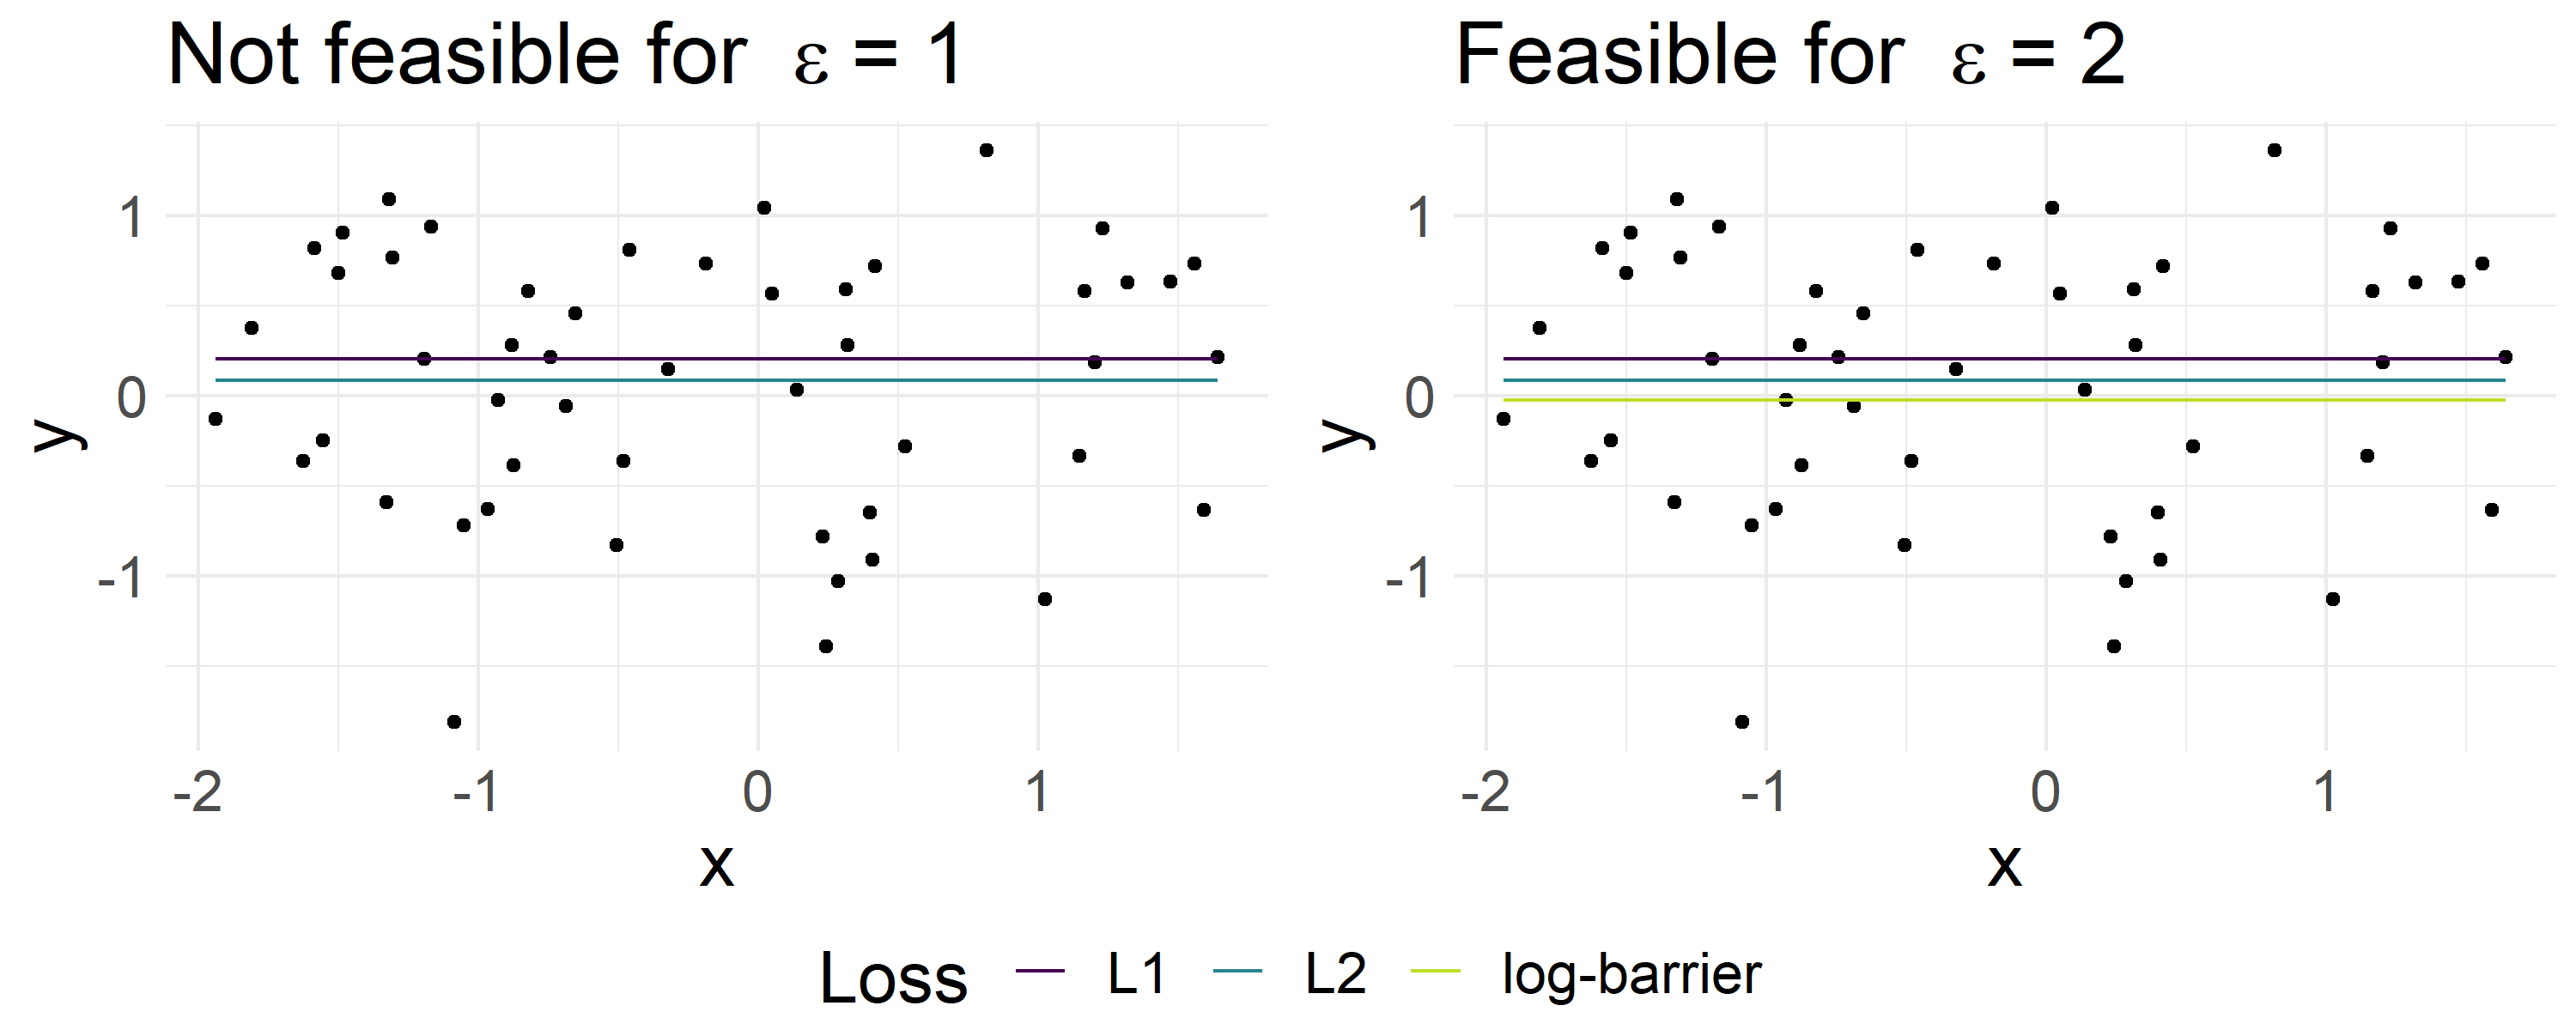 Not feasible for ε = 1
Feasible for ε = 2
1
0
-1
y
-2 -1 0 1
x
1
0
-1
y
-2 -1 0 1
x
Loss L1 L2 log-barrier